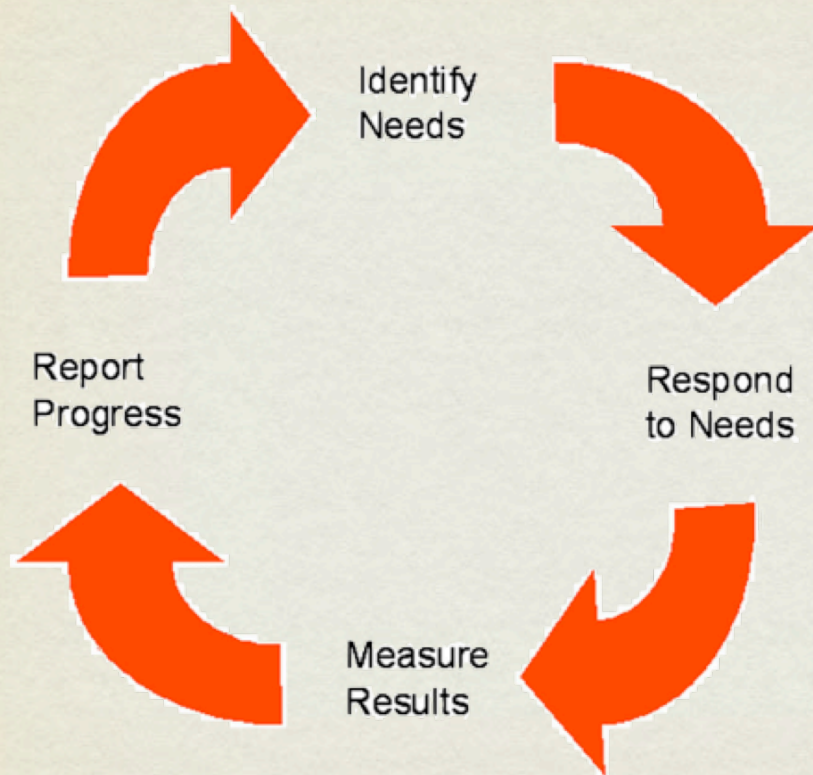 Identify
Needs
Respond
to Needs
Measure
Results
Report
Progress